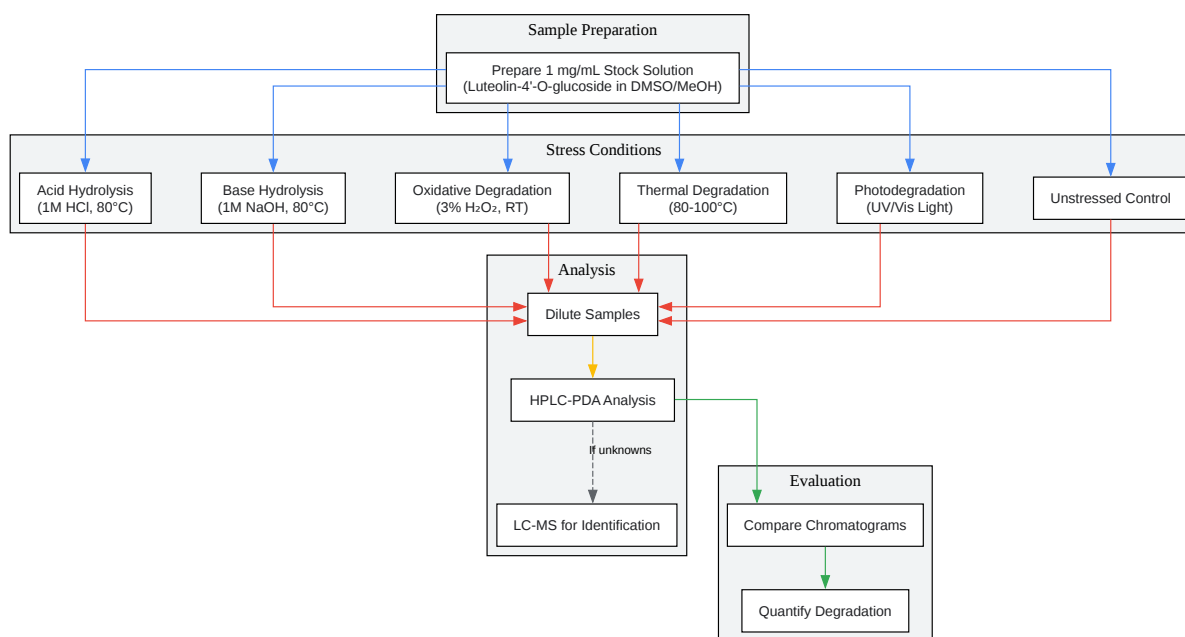 Sample Preparation
Prepare 1 mg/mL Stock Solution
(Luteolin-4'-O-glucoside in DMSO/MeOH)
Stress Conditions
Acid Hydrolysis
(1M HCl, 80°C)
Base Hydrolysis
(1M NaOH, 80°C)
Oxidative Degradation
(3% H₂O₂, RT)
Thermal Degradation
(80-100°C)
Photodegradation
(UV/Vis Light)
Unstressed Control
Analysis
Dilute Samples
HPLC-PDA Analysis
If unknowns
LC-MS for Identification
Evaluation
Compare Chromatograms
Quantify Degradation